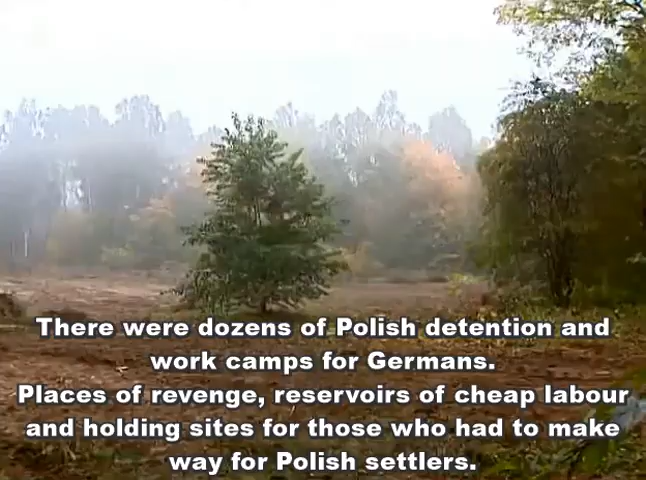 There were dozens of Polish detention and
work camps for Germans.
Places of revenge, reservoirs of cheap labour
and holding sites for those who had to make
way for Polish settlers.